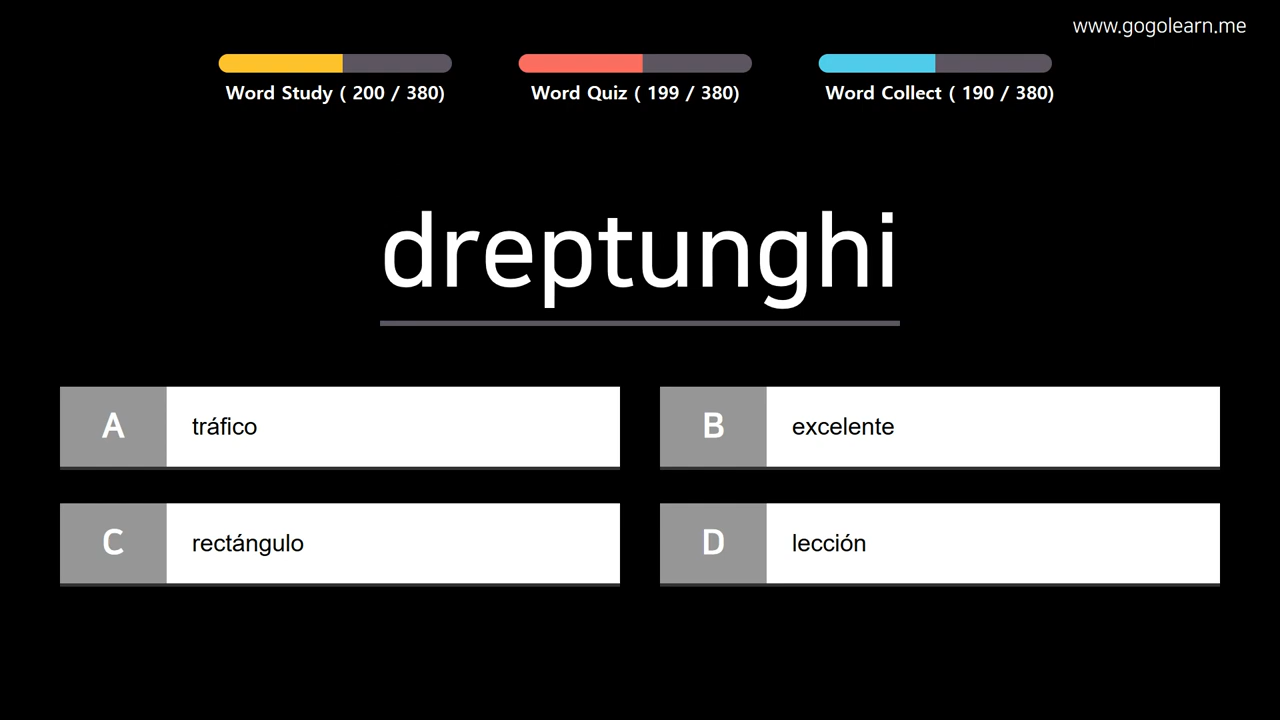 www.gogolearn.me
Word Study ( 200 / 380)
Word Quiz ( 199 / 380)
Word Collect ( 190 / 380)
dreptunghi
A
tráfico
B
excelente
C
rectángulo
D
lección